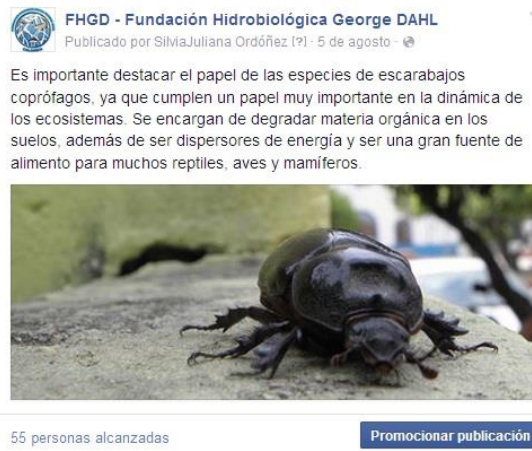 FHGD - Fundación Hidrobiológica George DAHL
Publicado por SilviaJuliana Ordóñez [?] · 5 de agosto ·
Es importante destacar el papel de las especies de escarabajos
coprófagos, ya que cumplen un papel muy importante en la dinámica de
los ecosistemas. Se encargan de degradar materia orgánica en los
suelos, además de ser dispersores de energía y ser una gran fuente de
alimento para muchos reptiles, aves y mamíferos.
55 personas alcanzadas
Promocionar publicación